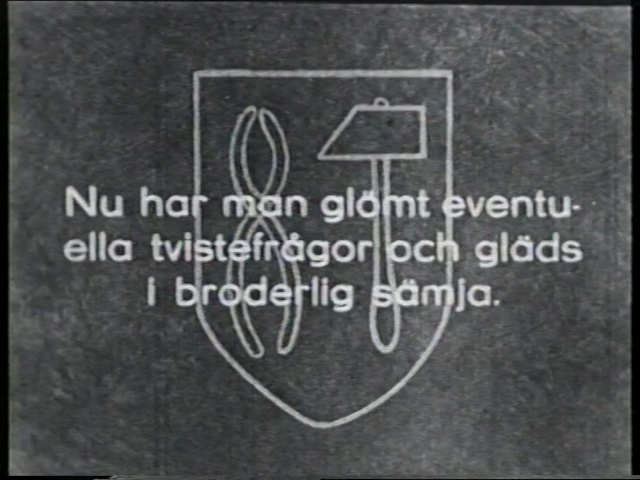 Nu har man glömt eventu-
ella tvistefrågor och gläds
i broderlig sämja.